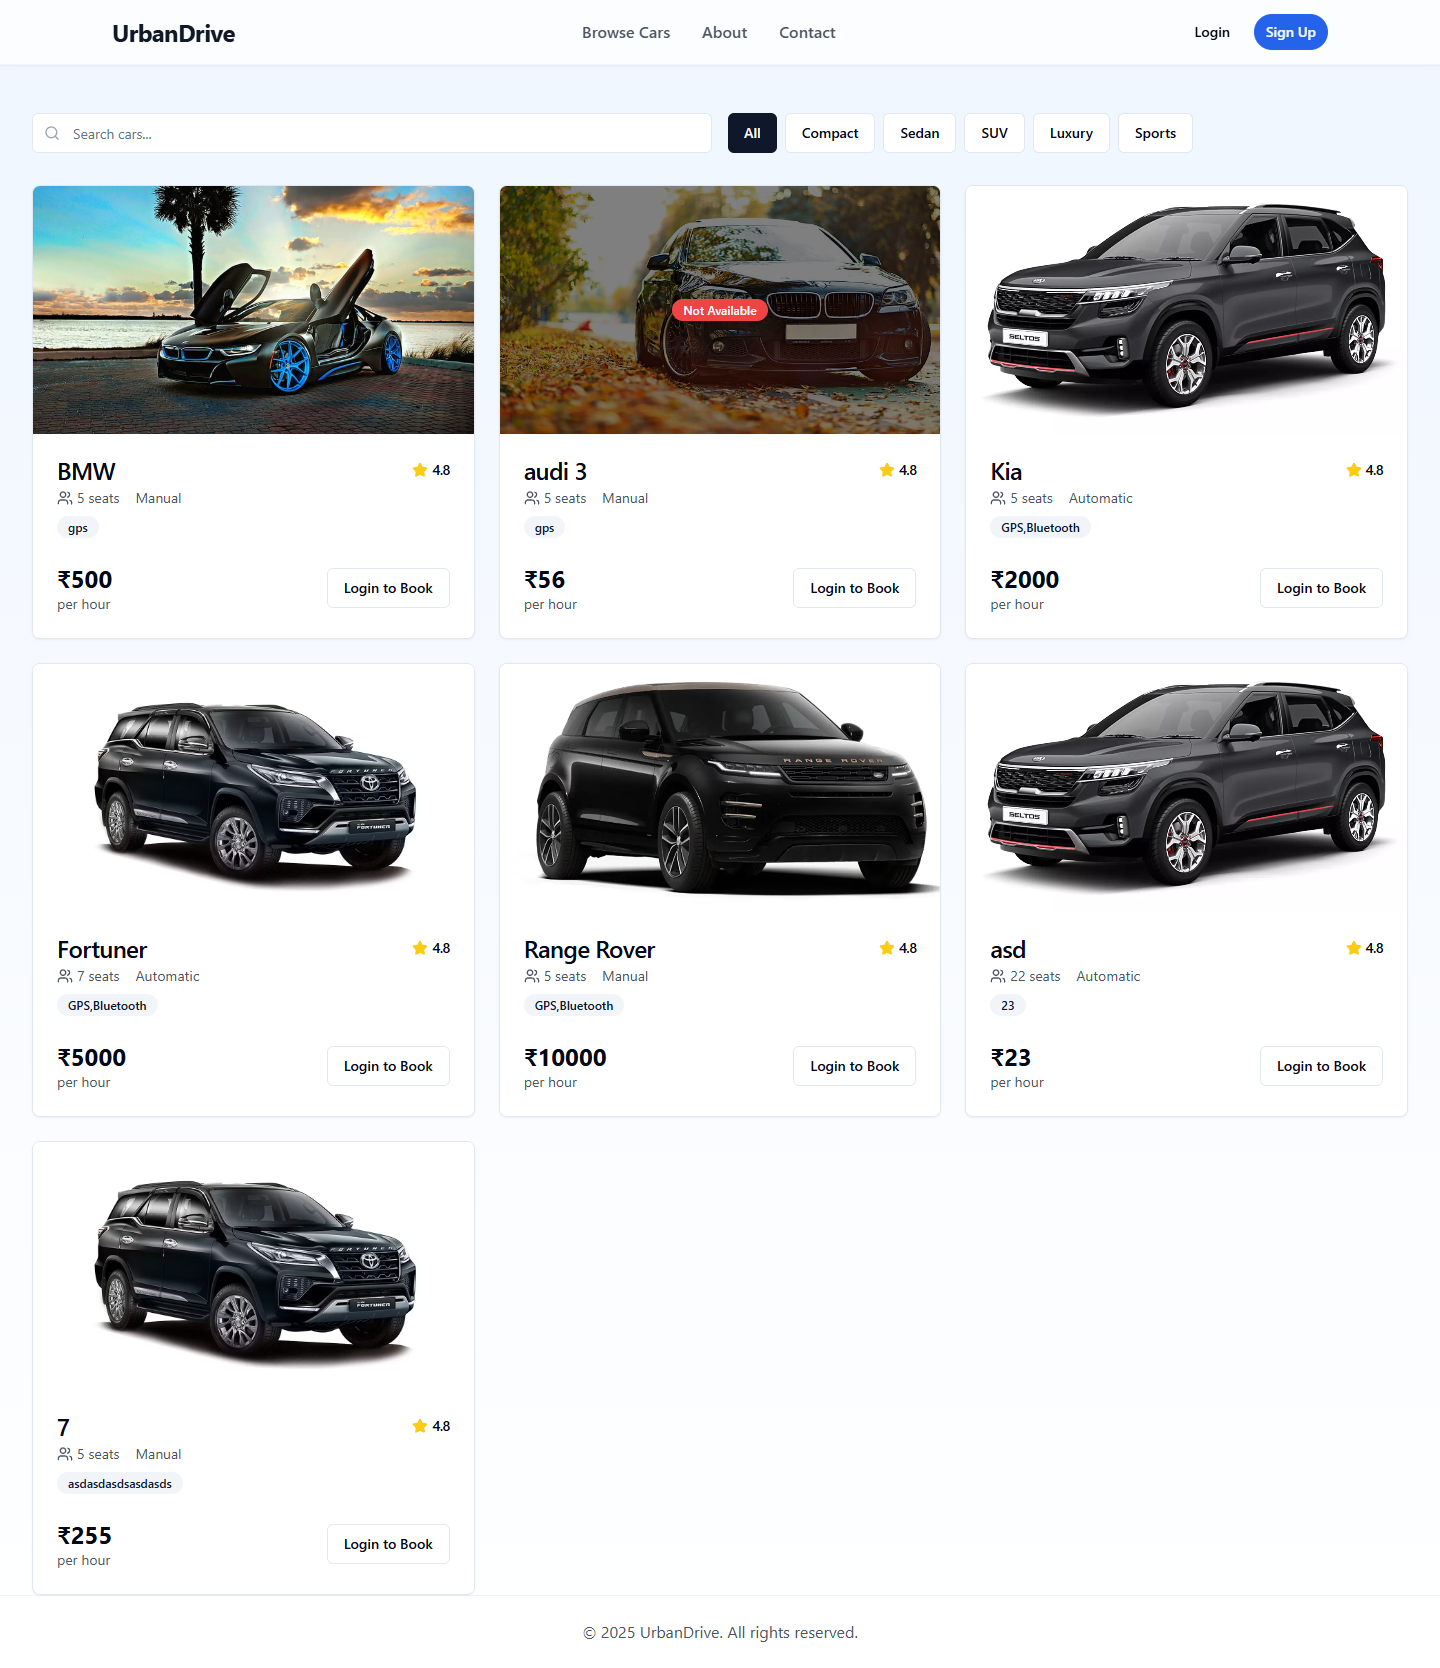 UrbanDrive
Browse Cars
About
Contact
Login
Sign Up
Search cars...
All
Compact
Sedan
SUV
Luxury
Sports
BMW
4.8
5 seats
Manual
gps
₹500
per hour
Login to Book
Not Available
audi 3
4.8
5 seats
Manual
gps
₹56
per hour
Login to Book
SELTOS
Kia
4.8
5 seats
Automatic
GPS,Bluetooth
₹2000
per hour
Login to Book
FORTUNER
FORTUNER
Fortuner
4.8
7 seats
Automatic
GPS,Bluetooth
₹5000
per hour
Login to Book
RANGE ROVER
Range Rover
4.8
5 seats
Manual
GPS,Bluetooth
₹10000
per hour
Login to Book
SELTOS
asd
4.8
22 seats
Automatic
23
₹23
per hour
Login to Book
FORTUNER
FORTUNER
7
4.8
5 seats
Manual
asdasdasdsasdasds
₹255
per hour
Login to Book
© 2025 UrbanDrive. All rights reserved.